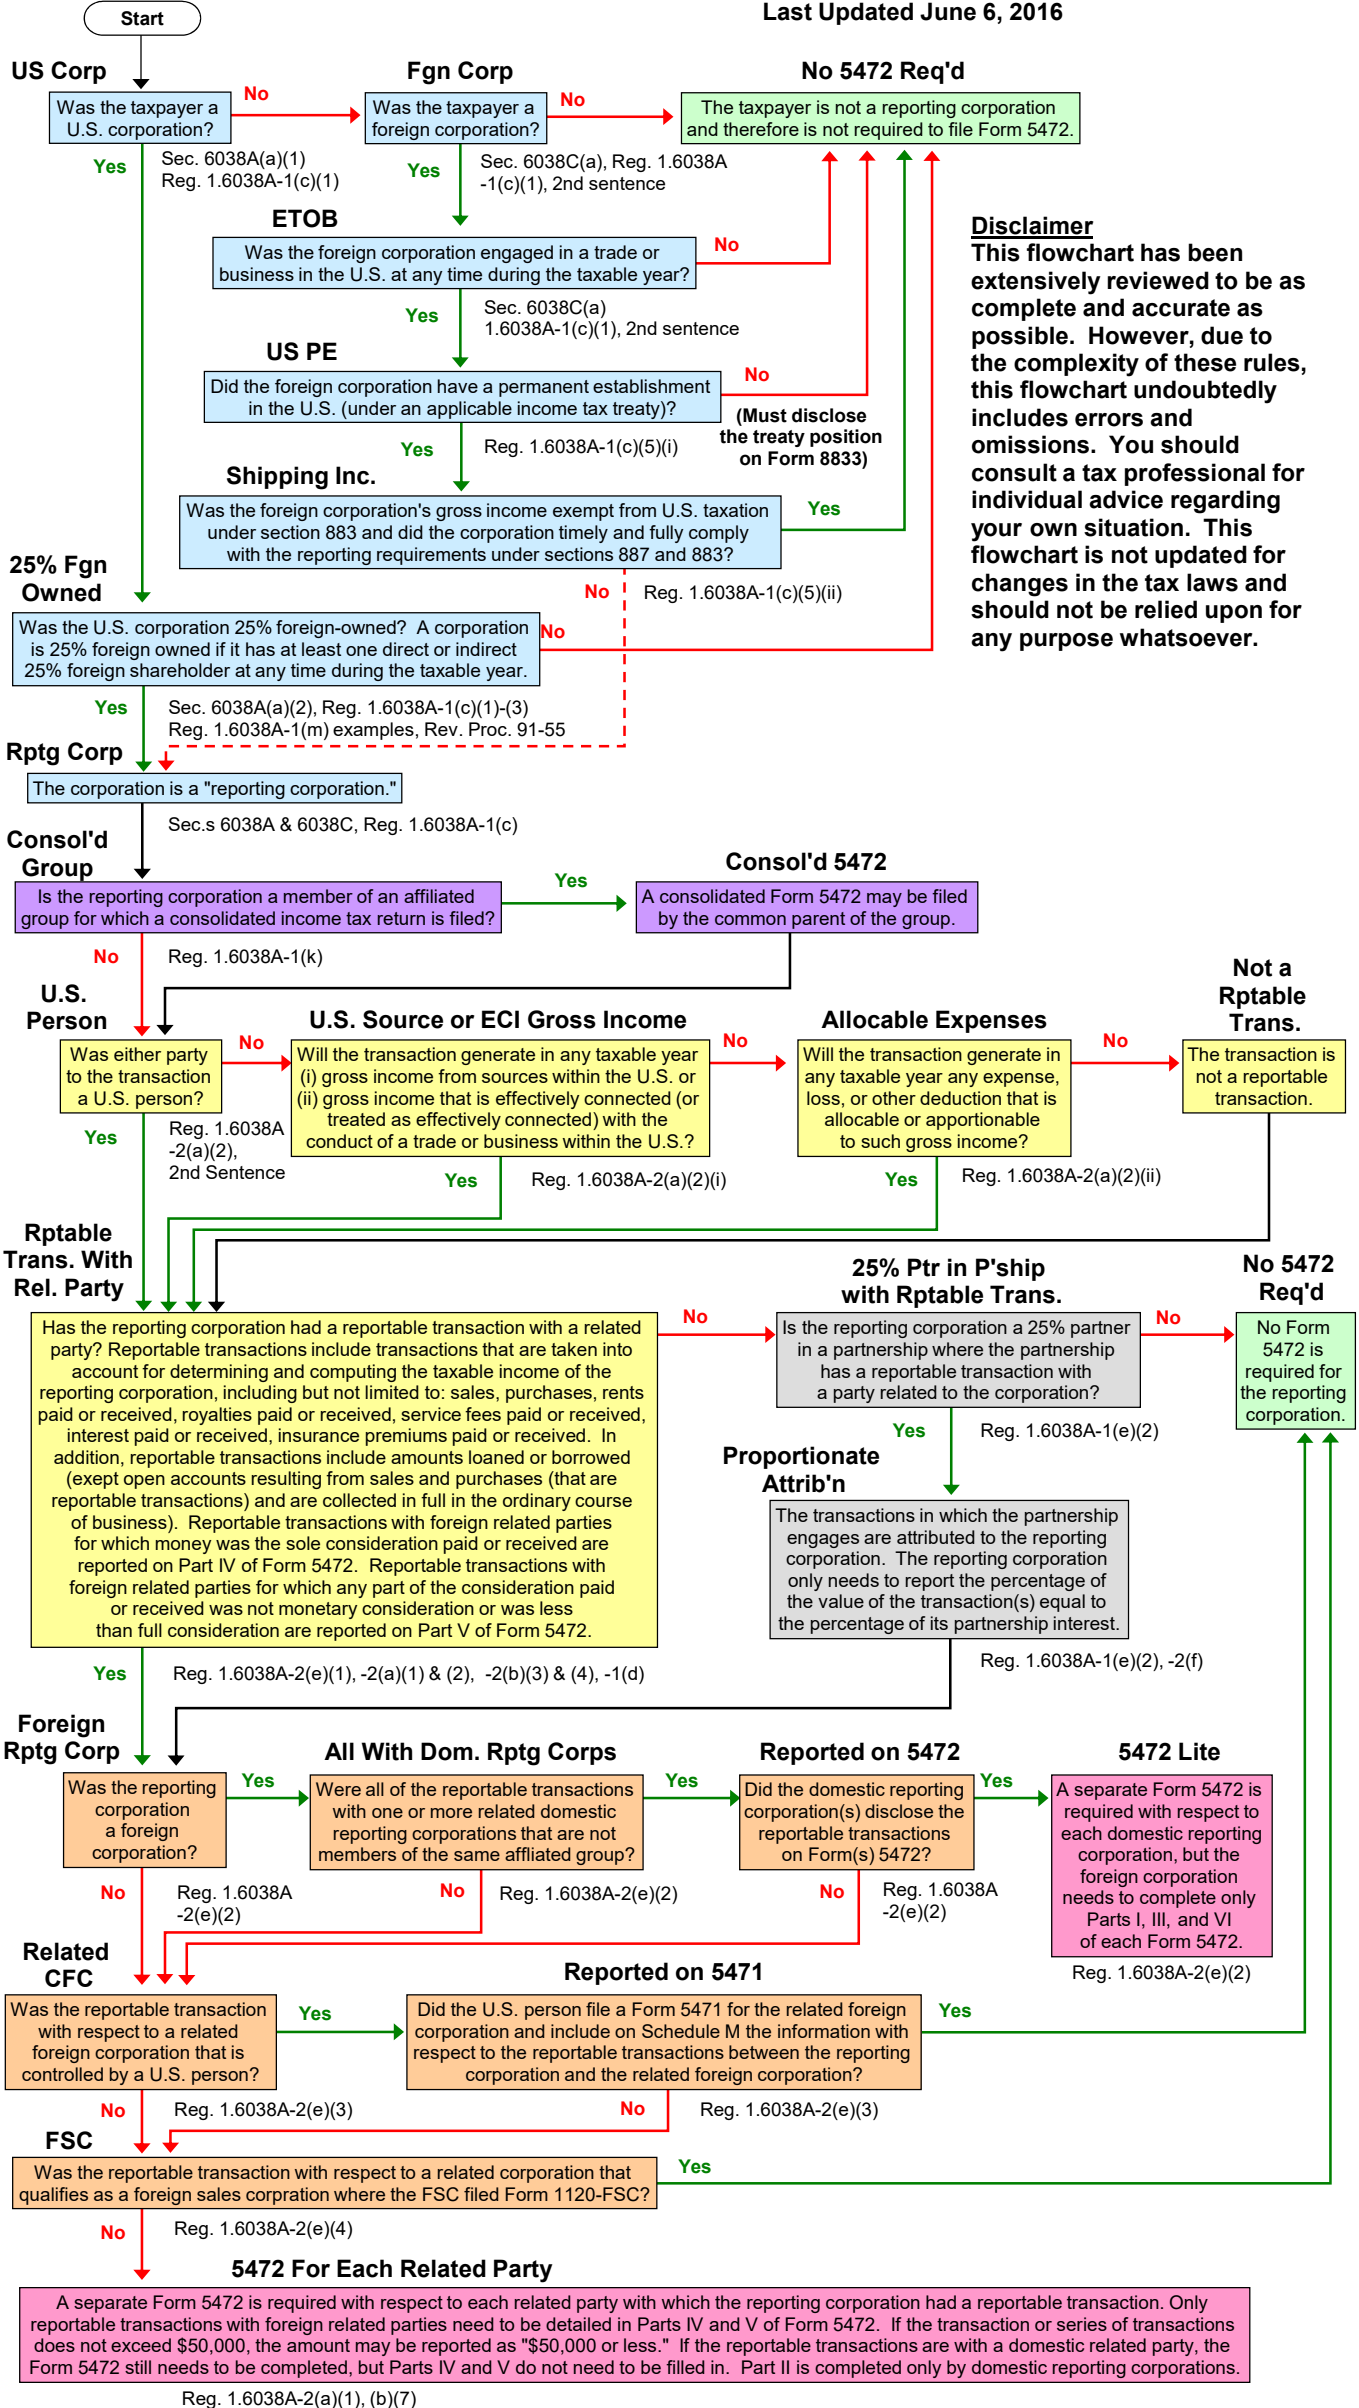 Start
Last Updated June 6, 2016
US Corp
Fgn Corp
No 5472 Req'd
Was the taxpayer a
U.S. corporation?
No
Was the taxpayer a
foreign corporation?
No
The taxpayer is not a reporting corporation
and therefore is not required to file Form 5472.
Yes
Sec. 6038A(a)(1)
Reg. 1.6038A-1(c)(1)
Yes
Sec. 6038C(a), Reg. 1.6038A
-1(c)(1), 2nd sentence
ETOB
Was the foreign corporation engaged in a trade or
business in the U.S. at any time during the taxable year?
No
Yes
Sec. 6038C(a)
1.6038A-1(c)(1), 2nd sentence
Disclaimer
This flowchart has been
extensively reviewed to be as
complete and accurate as
possible.  However, due to
the complexity of these rules,
this flowchart undoubtedly
includes errors and
omissions.  You should
consult a tax professional for
individual advice regarding
your own situation.  This
flowchart is not updated for
changes in the tax laws and
should not be relied upon for
any purpose whatsoever.
US PE
Did the foreign corporation have a permanent establishment
in the U.S. (under an applicable income tax treaty)?
No
(Must disclose
the treaty position
on Form 8833)
Yes
Reg. 1.6038A-1(c)(5)(i)
Shipping Inc.
Was the foreign corporation's gross income exempt from U.S. taxation
under section 883 and did the corporation timely and fully comply
with the reporting requirements under sections 887 and 883?
Yes
No
Reg. 1.6038A-1(c)(5)(ii)
25% Fgn
Owned
Was the U.S. corporation 25% foreign-owned?  A corporation
is 25% foreign owned if it has at least one direct or indirect
25% foreign shareholder at any time during the taxable year.
No
Yes
Sec. 6038A(a)(2), Reg. 1.6038A-1(c)(1)-(3)
Reg. 1.6038A-1(m) examples, Rev. Proc. 91-55
Rptg Corp
The corporation is a "reporting corporation."
Sec.s 6038A & 6038C, Reg. 1.6038A-1(c)
Consol'd
Group
Is the reporting corporation a member of an affiliated
group for which a consolidated income tax return is filed?
Yes
Consol'd 5472
A consolidated Form 5472 may be filed
by the common parent of the group.
No
Reg. 1.6038A-1(k)
U.S.
Person
Was either party
to the transaction
a U.S. person?
No
Yes
Reg. 1.6038A
-2(a)(2),
2nd Sentence
U.S. Source or ECI Gross Income
Will the transaction generate in any taxable year
(i) gross income from sources within the U.S. or
(ii) gross income that is effectively connected (or
treated as effectively connected) with the
conduct of a trade or business within the U.S.?
No
Yes
Reg. 1.6038A-2(a)(2)(i)
Allocable Expenses
Will the transaction generate in
any taxable year any expense,
loss, or other deduction that is
allocable or apportionable
to such gross income?
No
Yes
Reg. 1.6038A-2(a)(2)(ii)
Not a
Rptable
Trans.
The transaction is
not a reportable
transaction.
Rptable
Trans. With
Rel. Party
Has the reporting corporation had a reportable transaction with a related
party? Reportable transactions include transactions that are taken into
account for determining and computing the taxable income of the
reporting corporation, including but not limited to: sales, purchases, rents
paid or received, royalties paid or received, service fees paid or received,
interest paid or received, insurance premiums paid or received.  In
addition, reportable transactions include amounts loaned or borrowed
(exept open accounts resulting from sales and purchases (that are
reportable transactions) and are collected in full in the ordinary course
of business).  Reportable transactions with foreign related parties
for which money was the sole consideration paid or received are
reported on Part IV of Form 5472.  Reportable transactions with
foreign related parties for which any part of the consideration paid
or received was not monetary consideration or was less
than full consideration are reported on Part V of Form 5472.
No
Yes
Reg. 1.6038A-2(e)(1), -2(a)(1) & (2),  -2(b)(3) & (4), -1(d)
25% Ptr in P'ship
with Rptable Trans.
Is the reporting corporation a 25% partner
in a partnership where the partnership
has a reportable transaction with
a party related to the corporation?
No
Yes
Reg. 1.6038A-1(e)(2)
No 5472
Req'd
No Form
5472 is
required for
the reporting
corporation.
Proportionate
Attrib'n
The transactions in which the partnership
engages are attributed to the reporting
corporation.  The reporting corporation
only needs to report the percentage of
the value of the transaction(s) equal to
the percentage of its partnership interest.
Reg. 1.6038A-1(e)(2), -2(f)
Foreign
Rptg Corp
Was the reporting
corporation
a foreign
corporation?
Yes
No
Reg. 1.6038A
-2(e)(2)
All With Dom. Rptg Corps
Were all of the reportable transactions
with one or more related domestic
reporting corporations that are not
members of the same affliated group?
Yes
No
Reg. 1.6038A-2(e)(2)
Reported on 5472
Did the domestic reporting
corporation(s) disclose the
reportable transactions
on Form(s) 5472?
Yes
No
Reg. 1.6038A
-2(e)(2)
5472 Lite
A separate Form 5472 is
required with respect to
each domestic reporting
corporation, but the
foreign corporation
needs to complete only
Parts I, III, and VI
of each Form 5472.
Reg. 1.6038A-2(e)(2)
Related
CFC
Was the reportable transaction
with respect to a related
foreign corporation that is
controlled by a U.S. person?
Yes
No
Reg. 1.6038A-2(e)(3)
Reported on 5471
Did the U.S. person file a Form 5471 for the related foreign
corporation and include on Schedule M the information with
respect to the reportable transactions between the reporting
corporation and the related foreign corporation?
Yes
No
Reg. 1.6038A-2(e)(3)
FSC
Was the reportable transaction with respect to a related corporation that
qualifies as a foreign sales corpration where the FSC filed Form 1120-FSC?
Yes
No
Reg. 1.6038A-2(e)(4)
5472 For Each Related Party
A separate Form 5472 is required with respect to each related party with which the reporting corporation had a reportable transaction. Only
reportable transactions with foreign related parties need to be detailed in Parts IV and V of Form 5472.  If the transaction or series of transactions
does not exceed $50,000, the amount may be reported as "$50,000 or less."  If the reportable transactions are with a domestic related party, the
Form 5472 still needs to be completed, but Parts IV and V do not need to be filled in.  Part II is completed only by domestic reporting corporations.
Reg. 1.6038A-2(a)(1), (b)(7)